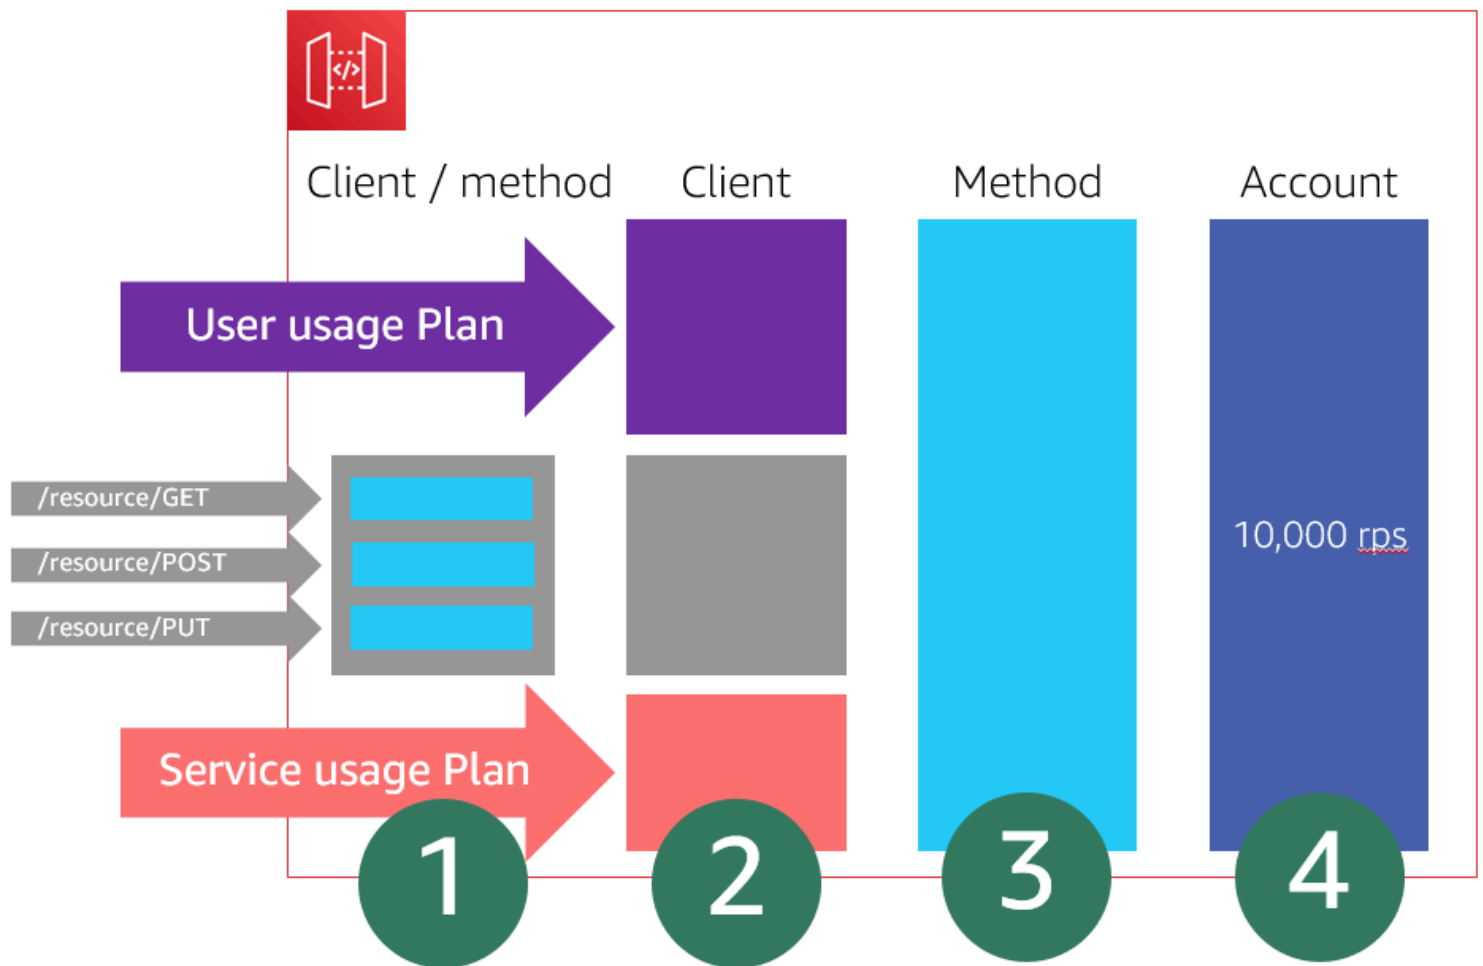 </>
Client / method
Client
Method
Account
User usage Plan
/resource/GET
/resource/POST
/resource/PUT
10,000 rps
Service usage Plan
1
2
3
4